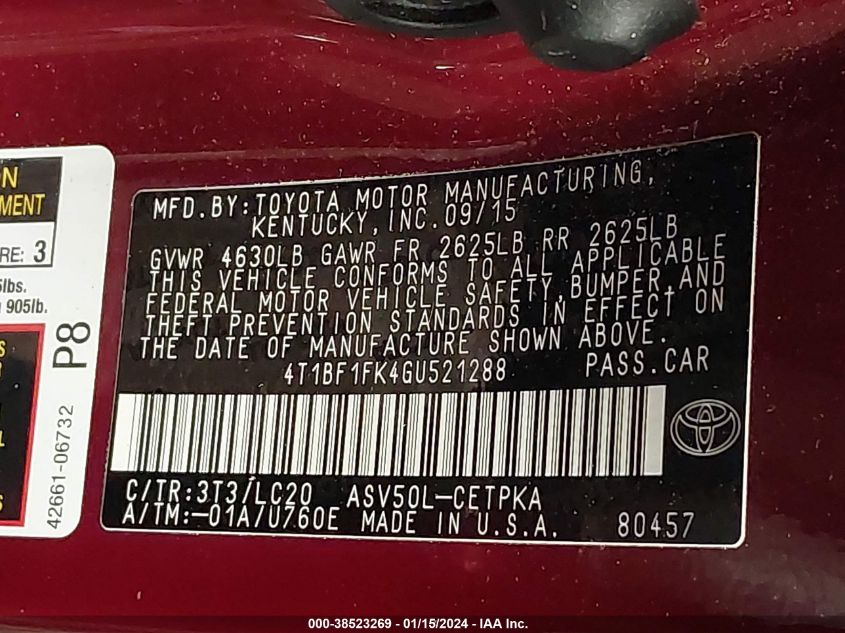 N
MENT
RE: 3
lbs.
905lb.
S
L
S
P8
42661-06732
MFD.BY:TOYOTA MOTOR MANUFACTURING,
KENTUCKY,INC.09/15
GVWR 4630LB GAWR FR 2625LB RR 2625LB
THIS VEHICLE CONFORMS TO ALL APPLICABLE
FEDERAL MOTOR VEHICLE SAFETY,BUMPER,AND
THEFT PREVENTION STANDARDS IN EFFECT ON
THE DATE OF MANUFACTURE SHOWN ABOVE.
4T1BF1FK4GU521288 PASS.CAR
C/TR:3T3/LC20 ASV50L-CETPKA
A/TM:-01A/U760E MADE IN U.S.A. 80457
000-38523269 - 01/15/2024 - IAA Inc.